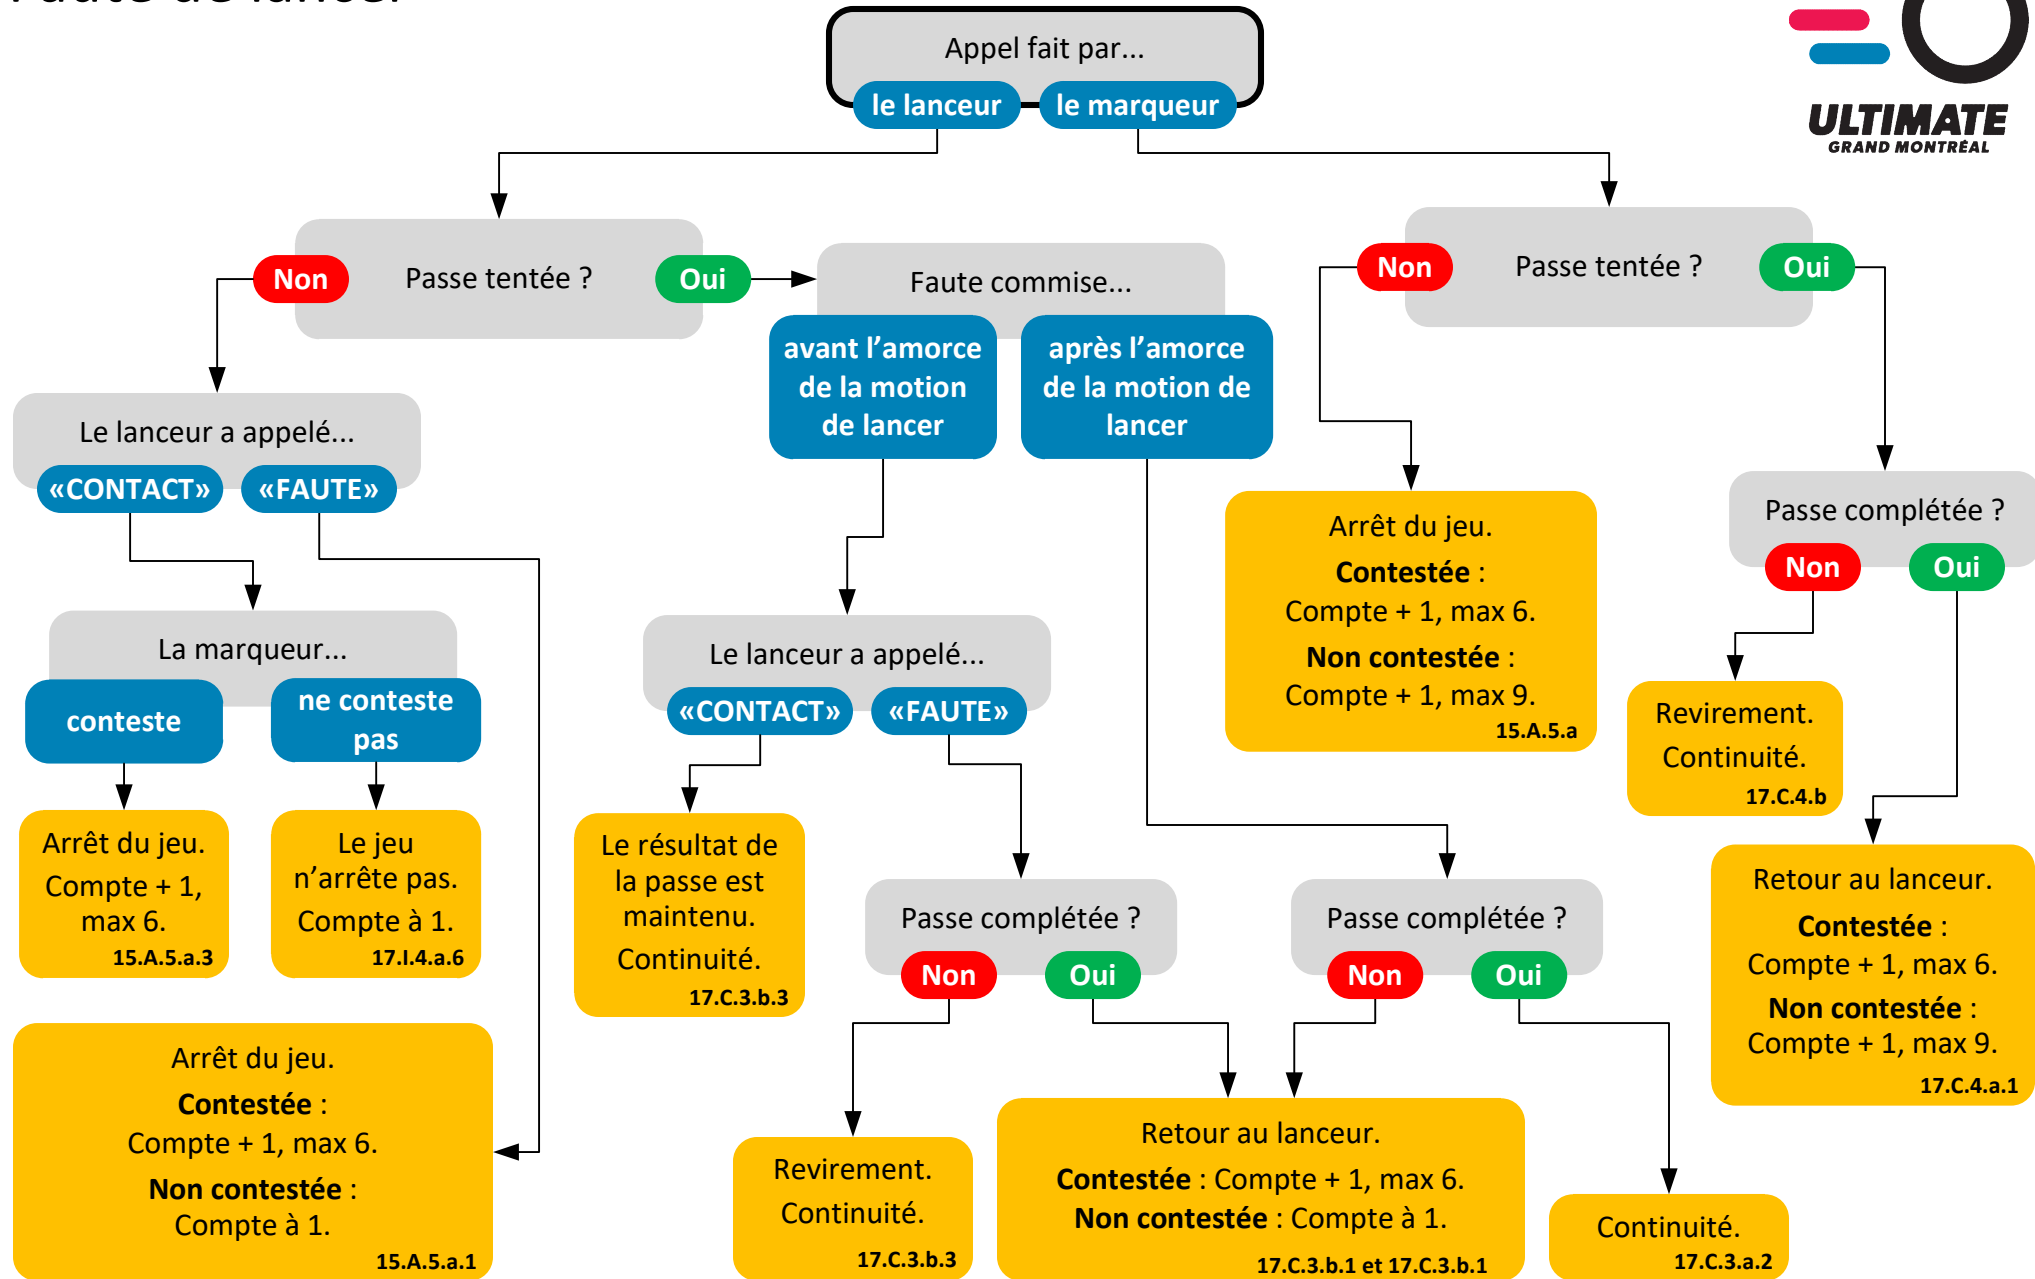 Faute de lancer
ULTIMATE
GRAND MONTRÉAL
Appel fait par...
le lanceur
le marqueur
Passe tentée ?
Non
Oui
Faute commise...
avant l’amorce
de la motion
de lancer
après l’amorce
de la motion de
lancer
Passe tentée ?
Non
Oui
Le lanceur a appelé...
«CONTACT»
«FAUTE»
La marqueur...
conteste
ne conteste
pas
Arrêt du jeu.
Compte + 1,
max 6.
15.A.5.a.3
Le jeu
n’arrête pas.
Compte à 1.
17.I.4.a.6
Arrêt du jeu.
Contestée :
Compte + 1, max 6.
Non contestée :
Compte à 1.
15.A.5.a.1
Le lanceur a appelé...
«CONTACT»
«FAUTE»
Le résultat de
la passe est
maintenu.
Continuité.
17.C.3.b.3
Passe complétée ?
Non
Oui
Revirement.
Continuité.
17.C.3.b.3
Passe complétée ?
Non
Oui
Retour au lanceur.
Contestée : Compte + 1, max 6.
Non contestée : Compte à 1.
17.C.3.b.1 et 17.C.3.b.1
Continuité.
17.C.3.a.2
Arrêt du jeu.
Contestée :
Compte + 1, max 6.
Non contestée :
Compte + 1, max 9.
15.A.5.a
Passe complétée ?
Non
Oui
Revirement.
Continuité.
17.C.4.b
Retour au lanceur.
Contestée :
Compte + 1, max 6.
Non contestée :
Compte + 1, max 9.
17.C.4.a.1